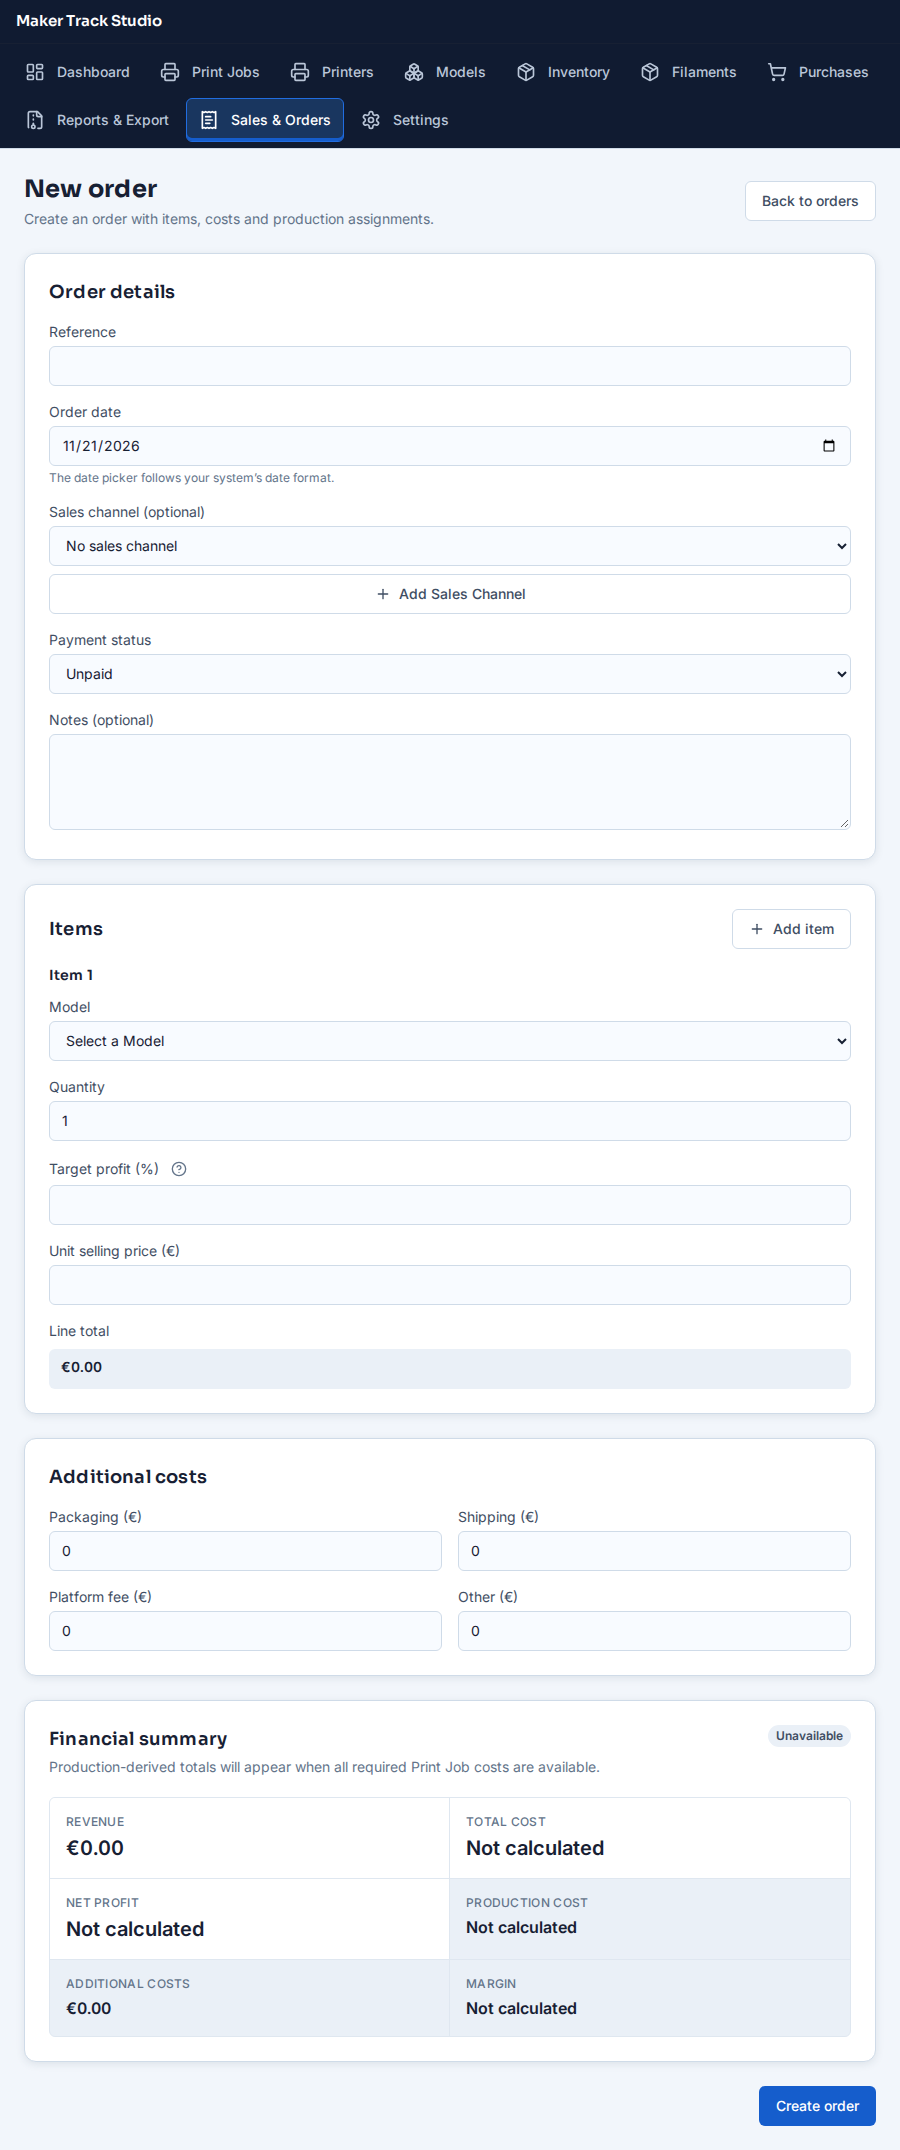 Maker Track Studio
Dashboard
Print Jobs
Printers
Models
Inventory
Filaments
Purchases
Reports & Export
Sales & Orders
Settings
New order
Create an order with items, costs and production assignments.
Back to orders
Order details
Reference
Order date
11/21/2026
The date picker follows your system’s date format.
Sales channel (optional)
No sales channel
Add Sales Channel
Payment status
Unpaid
Notes (optional)
Items
Add item
Item 1
Model
Select a Model
Quantity
1
Target profit (%)
Unit selling price (€)
Line total
€0.00
Additional costs
Packaging (€)
Shipping (€)
0
0
Platform fee (€)
Other (€)
0
0
Financial summary
Unavailable
Production-derived totals will appear when all required Print Job costs are available.
REVENUE
€0.00
TOTAL COST
Not calculated
NET PROFIT
Not calculated
PRODUCTION COST
Not calculated
ADDITIONAL COSTS
€0.00
MARGIN
Not calculated
Create order